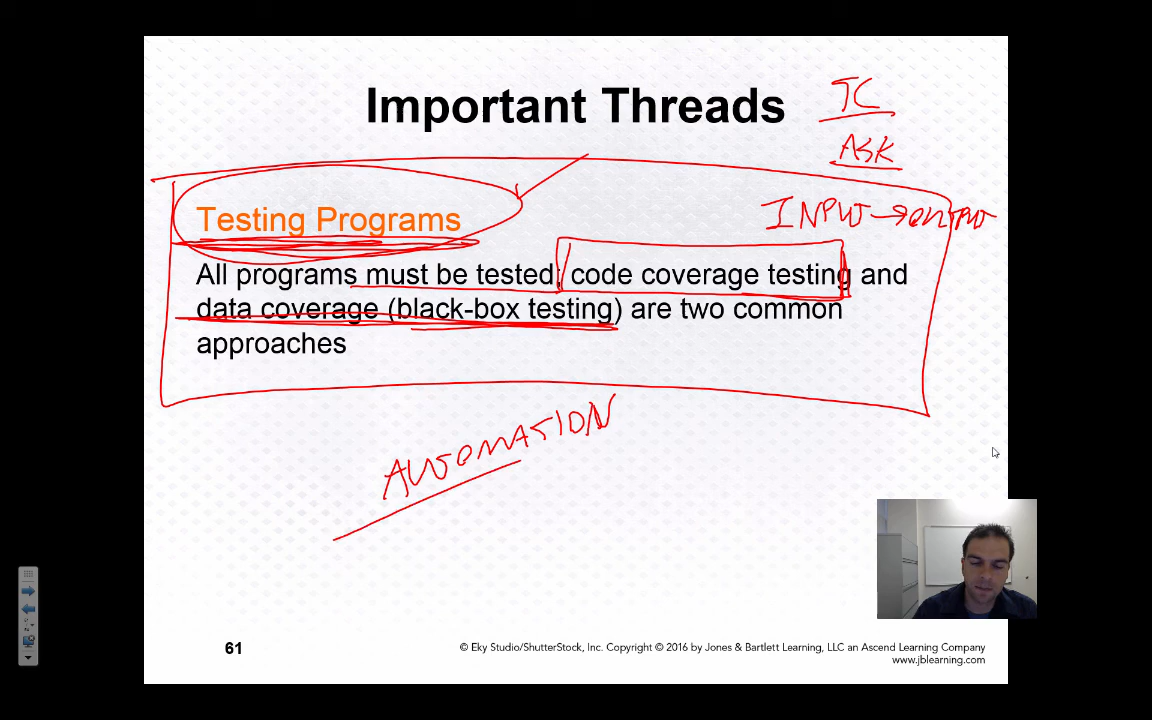 Important Threads
TC
ASK
Testing Programs
INPUT → OUTPUT
All programs must be tested; code coverage testing and
data coverage (black-box testing) are two common
approaches
AUTOMATION
61
© Eky Studio/ShutterStock, Inc. Copyright © 2016 by Jones & Bartlett Learning, LLC an Ascend Learning Company
www.jblearning.com